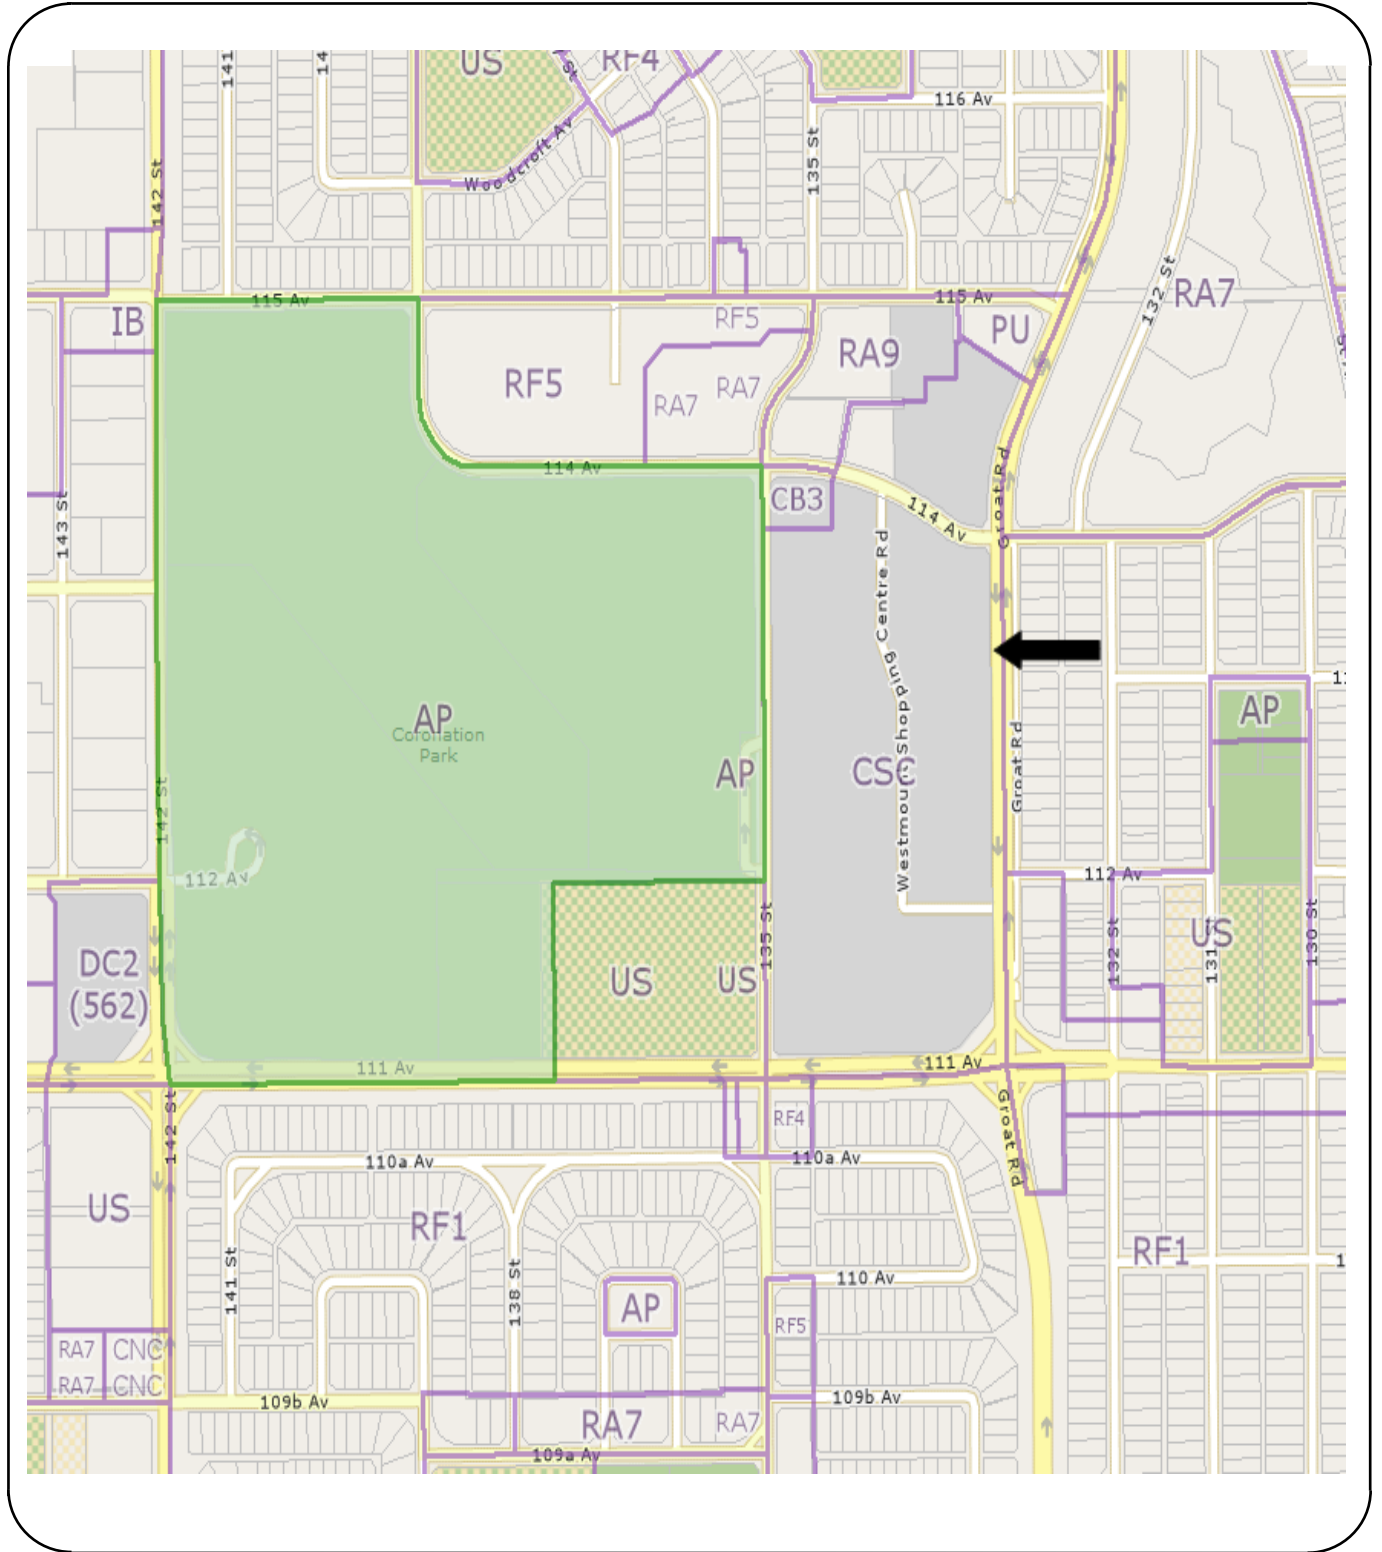 US
RF4
141
14
St
116 Av
135 St
142 St
Woodcroft Av
132 St
RA7
115 Av
115 Av
IB
RF5
PU
RA9
RF5
RA7
RA7
114 Av
CB3
114 Av
Groat Rd
143 St
Westmount Shopping Centre Rd
11
AP
AP
Coronation
Park
AP
CSC
Groat Rd
142 St
112 Av
112 Av
DC2
(562)
US
US
135 St
132 St
US
131
130 St
111 Av
111 Av
142 St
RF4
Groat Rd
110a Av
110a Av
US
RF1
RF1
141 St
138 St
110 Av
1
AP
RF5
RA7
CNC
RA7
CNC
109b Av
109b Av
RA7
RA7
109a Av